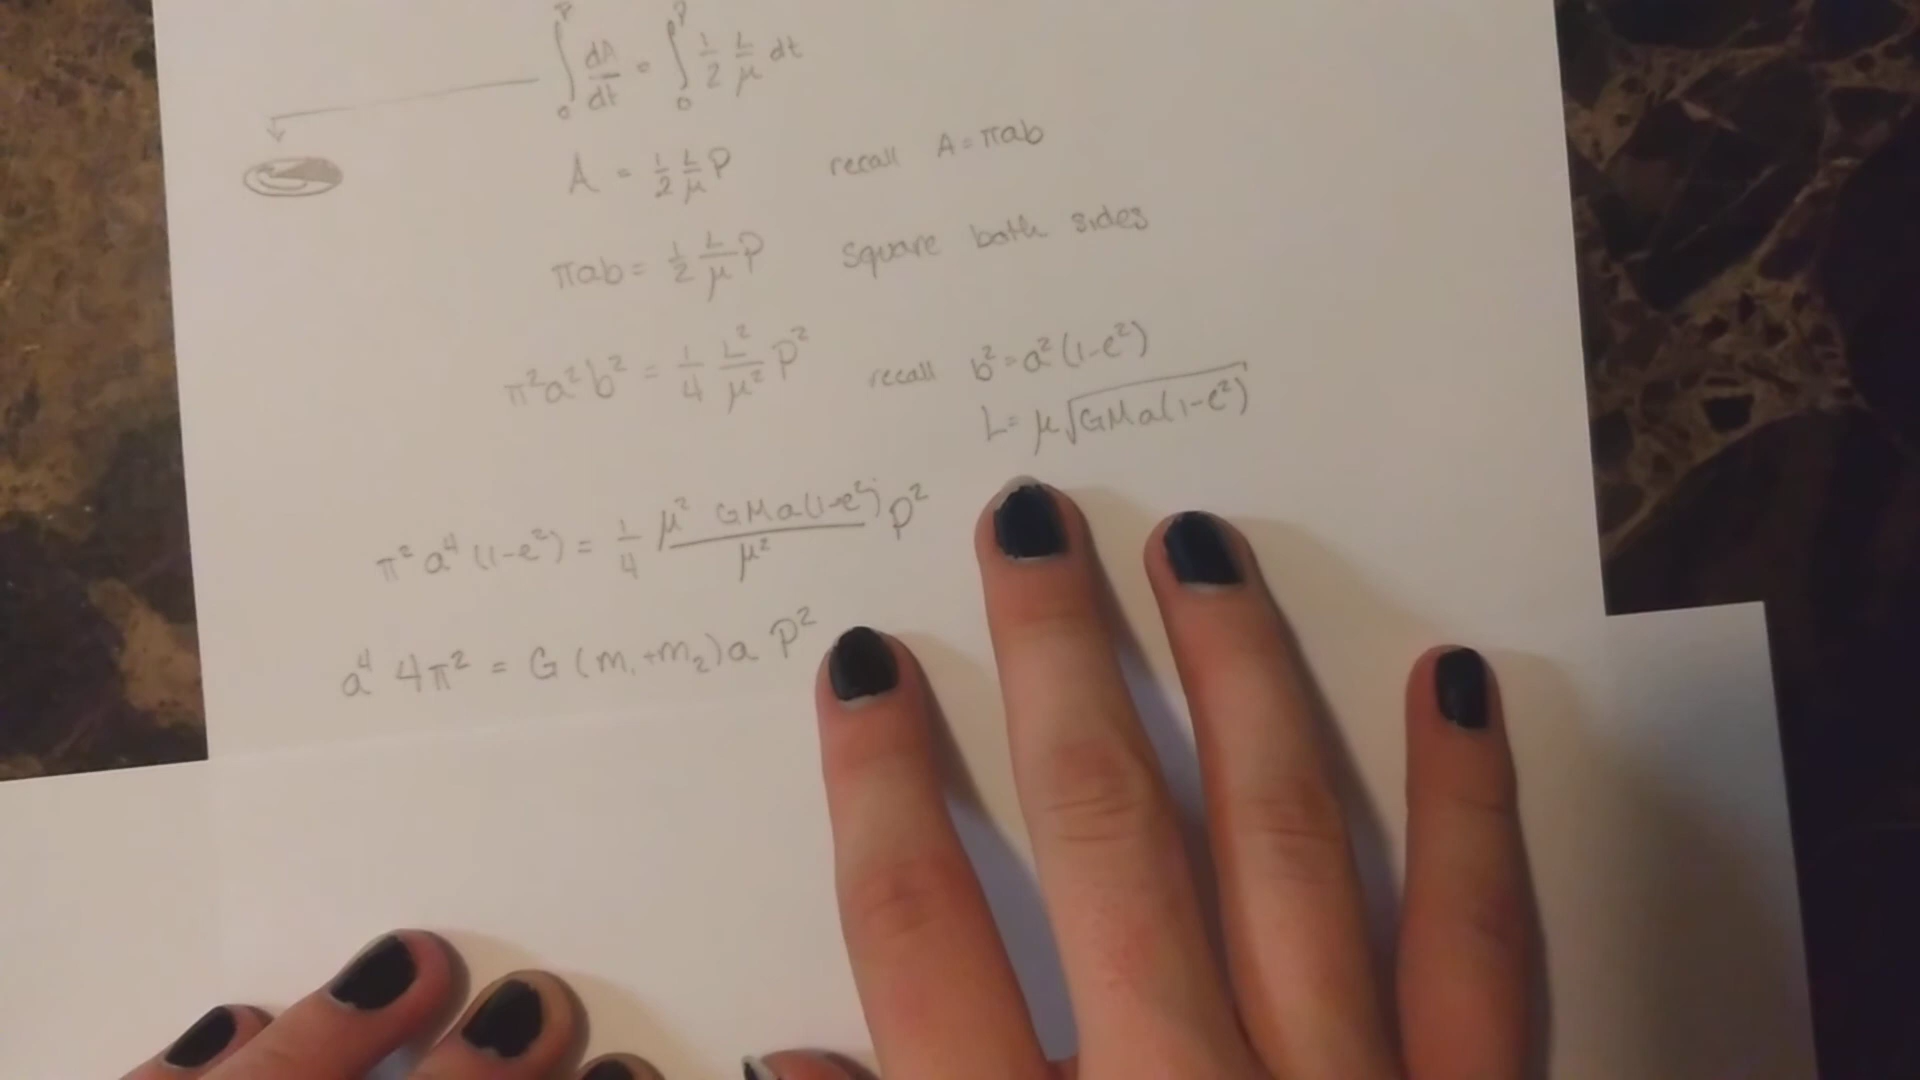 ∫₀ᴾ dA/dt = ∫₀ᴾ 1/2 L/μ dt
A = 1/2 L/μ P recall A = πab
πab = 1/2 L/μ P square both sides
π²a²b² = 1/4 L²/μ² P² recall b² = a²(1-e²)
L = μ√GMa(1-e²)
π²a⁴(1-e²) = 1/4 μ² GMa(1-e²)/μ² P²
a⁴ 4π² = G(m₁+m₂)a P²